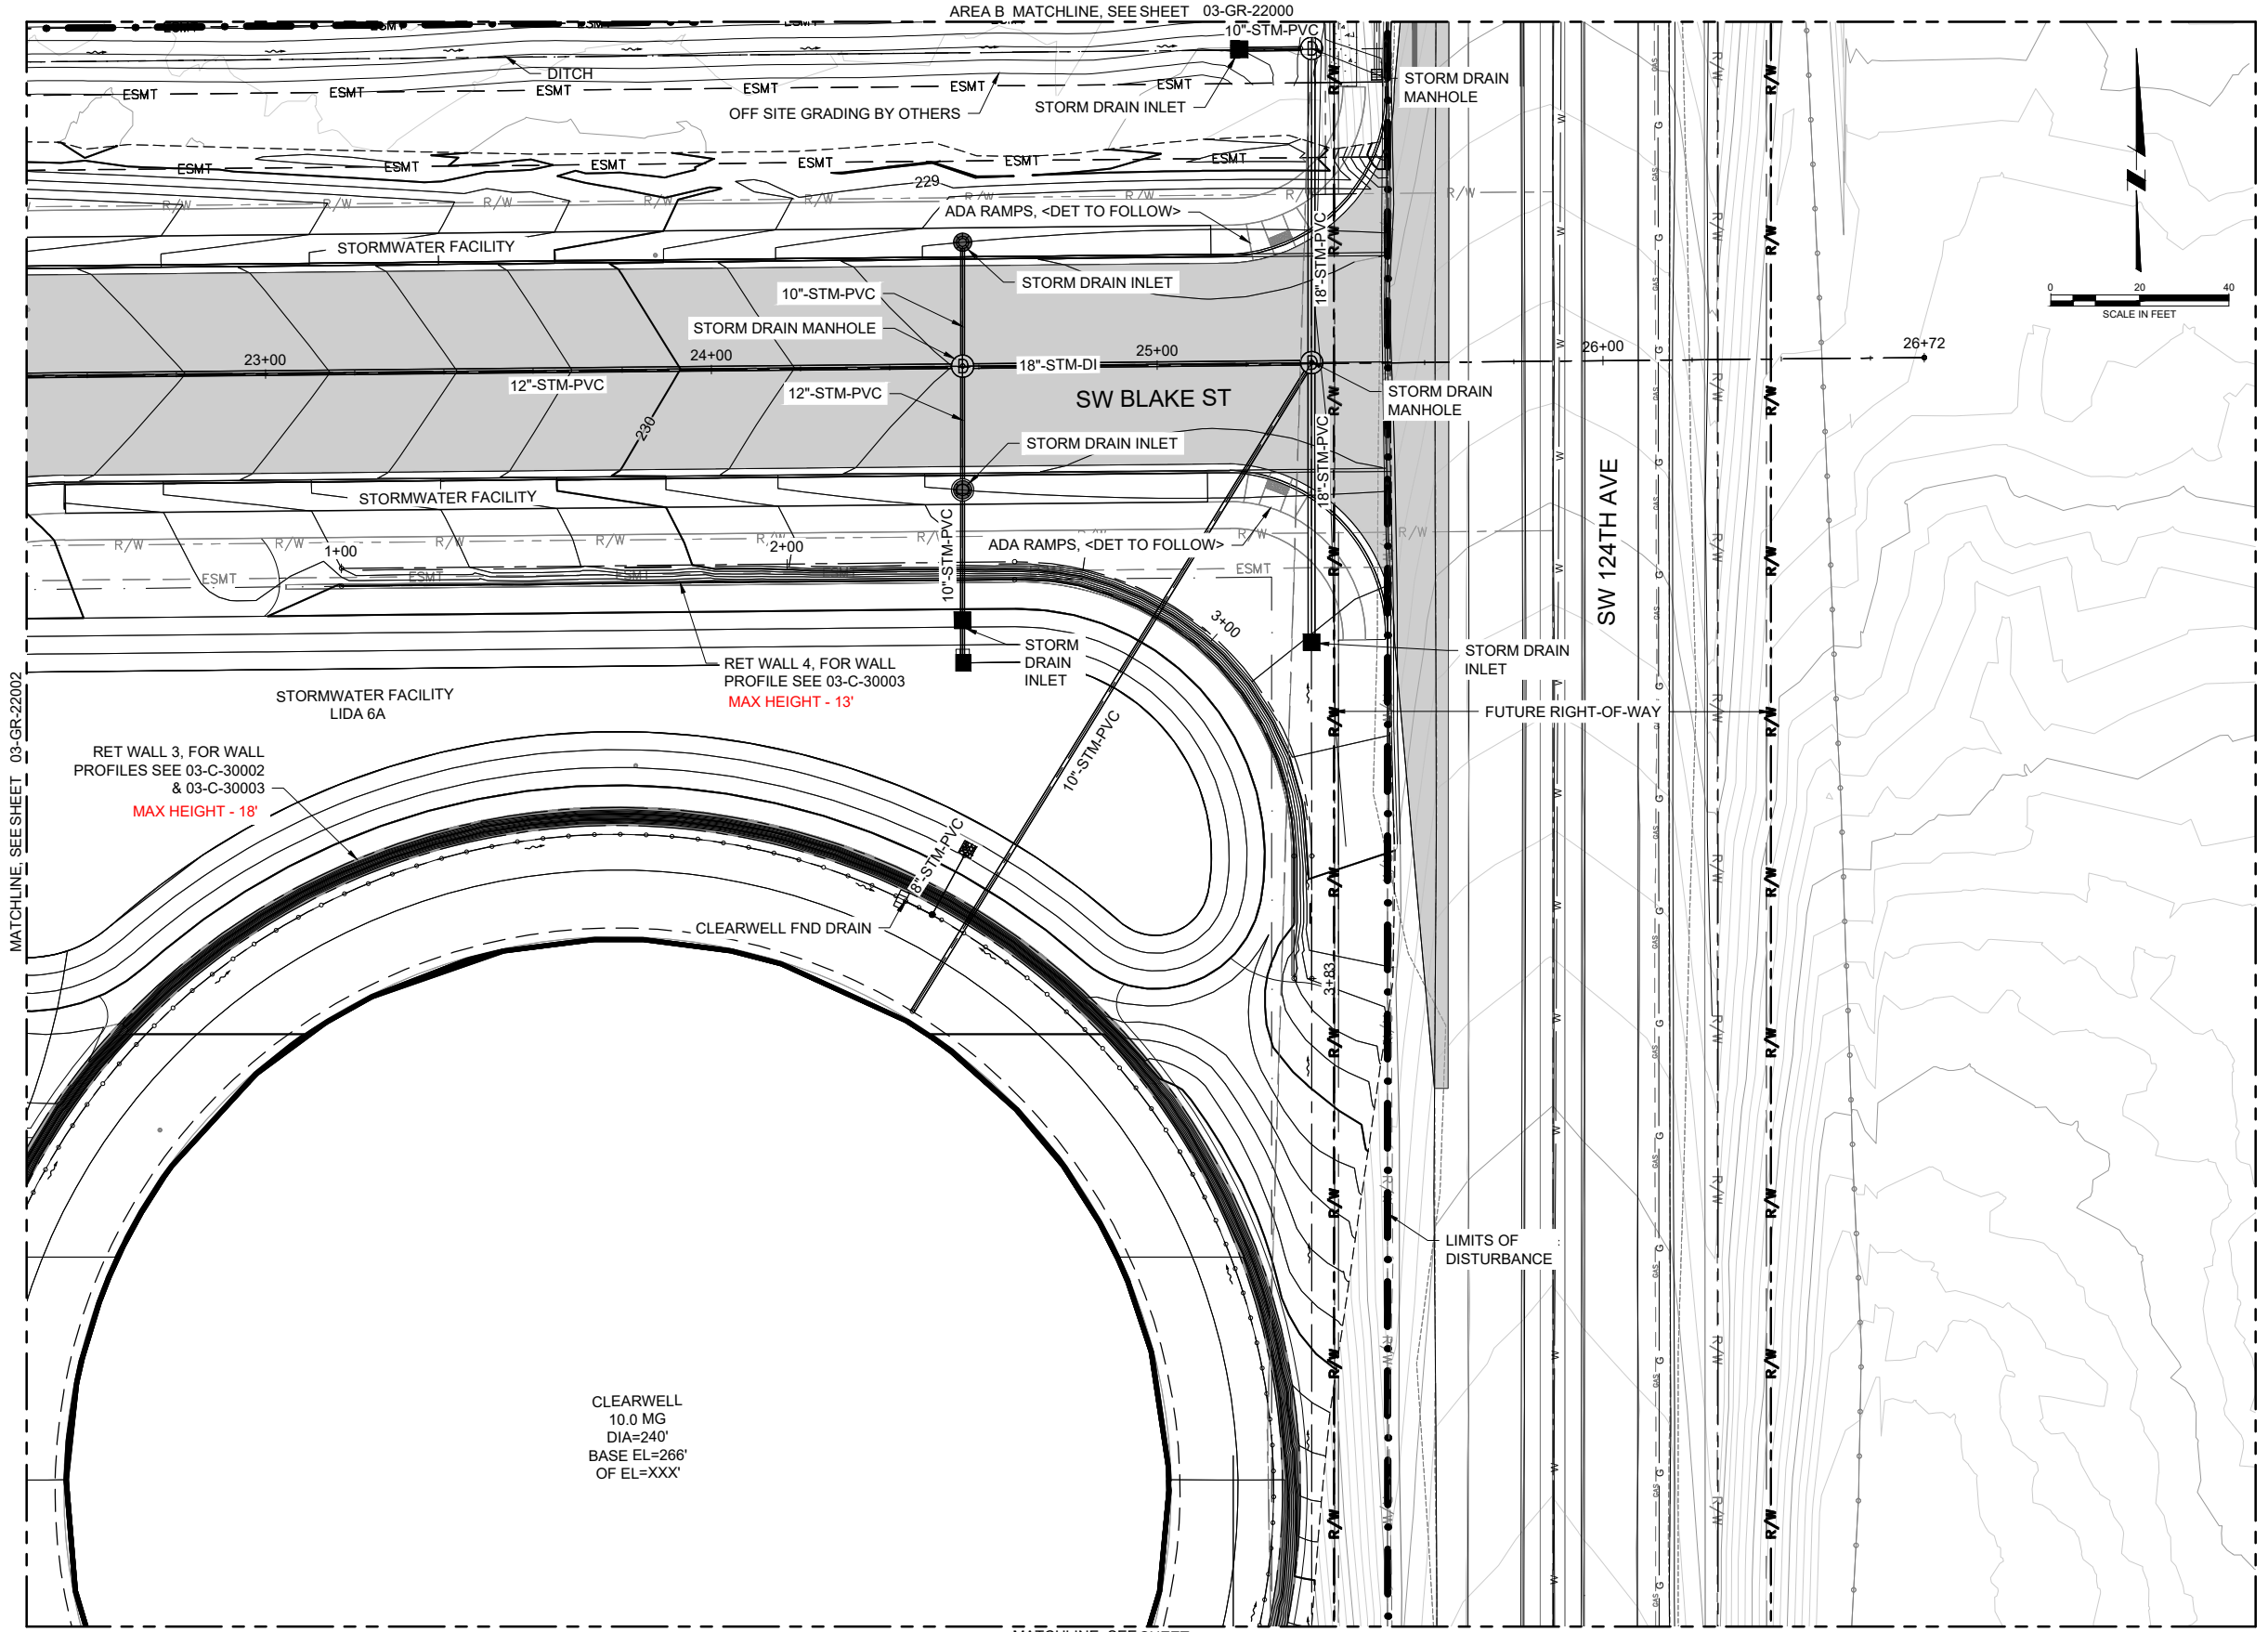 AREA B MATCHLINE, SEE SHEET 03-GR-22000
10"-STM-PVC
DITCH
STORM DRAIN
MANHOLE
ESMT ESMT ESMT ESMT ESMT ESMT
STORM DRAIN INLET
OFF SITE GRADING BY OTHERS
ESMT ESMT ESMT ESMT ESMT ESMT
229
R/W R/W R/W R/W R/W R/W R/W R/W R/W
ADA RAMPS, <DET TO FOLLOW>
STORMWATER FACILITY
18"-STM-PVC
STORM DRAIN INLET
10"-STM-PVC
0 20 40
SCALE IN FEET
STORM DRAIN MANHOLE
23+00
24+00
25+00
26+00
26+72
18"-STM-DI
12"-STM-PVC
12"-STM-PVC
SW BLAKE ST
STORM DRAIN
MANHOLE
230
STORM DRAIN INLET
18"-STM-PVC
SW 124TH AVE
STORMWATER FACILITY
10"-STM-PVC
R/W R/W R/W R/W R/W R/W R/W
1+00
2+00
ADA RAMPS, <DET TO FOLLOW>
ESMT ESMT ESMT ESMT ESMT
3+00
STORM
DRAIN
INLET
STORM DRAIN
INLET
RET WALL 4, FOR WALL
PROFILE SEE 03-C-30003
MAX HEIGHT - 13'
STORMWATER FACILITY
LIDA 6A
FUTURE RIGHT-OF-WAY
MATCHLINE, SEE SHEET 03-GR-22002
10"-STM-PVC
RET WALL 3, FOR WALL
PROFILES SEE 03-C-30002
& 03-C-30003
MAX HEIGHT - 18'
8"-STM-PVC
CLEARWELL FND DRAIN
3+83
LIMITS OF
DISTURBANCE
CLEARWELL
10.0 MG
DIA=240'
BASE EL=266'
OF EL=XXX'
MATCHLINE, SEE SHEET